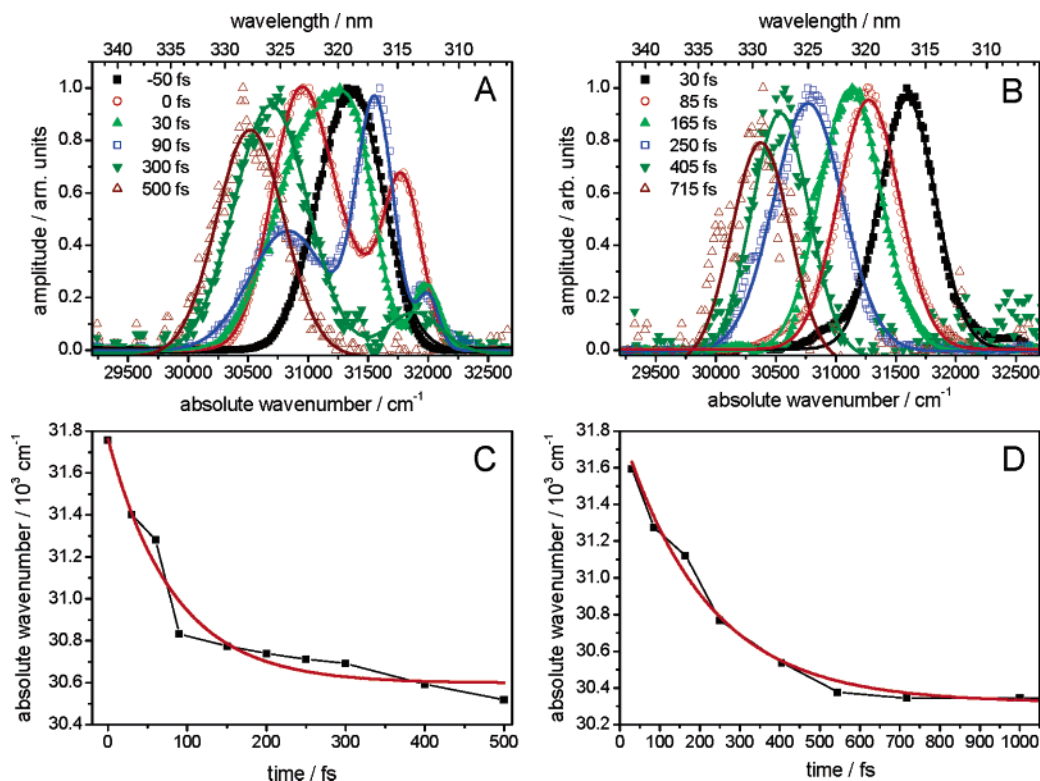 wavelength / nm
340 335 330 325 320 315 310
A
-50 fs
0 fs
30 fs
90 fs
300 fs
500 fs
amplitude / arn. units
1.0
0.8
0.6
0.4
0.2
0.0
29500 30000 30500 31000 31500 32000 32500
absolute wavenumber / cm⁻¹
wavelength / nm
340 335 330 325 320 315 310
B
30 fs
85 fs
165 fs
250 fs
405 fs
715 fs
amplitude / arb. units
1.0
0.8
0.6
0.4
0.2
0.0
29500 30000 30500 31000 31500 32000 32500
absolute wavenumber / cm⁻¹
C
absolute wavenumber / 10³ cm⁻¹
31.8
31.6
31.4
31.2
31.0
30.8
30.6
30.4
0 100 200 300 400 500
time / fs
D
absolute wavenumber / 10³ cm⁻¹
31.8
31.6
31.4
31.2
31.0
30.8
30.6
30.4
30.2
0 100 200 300 400 500 600 700 800 900 1000
time / fs